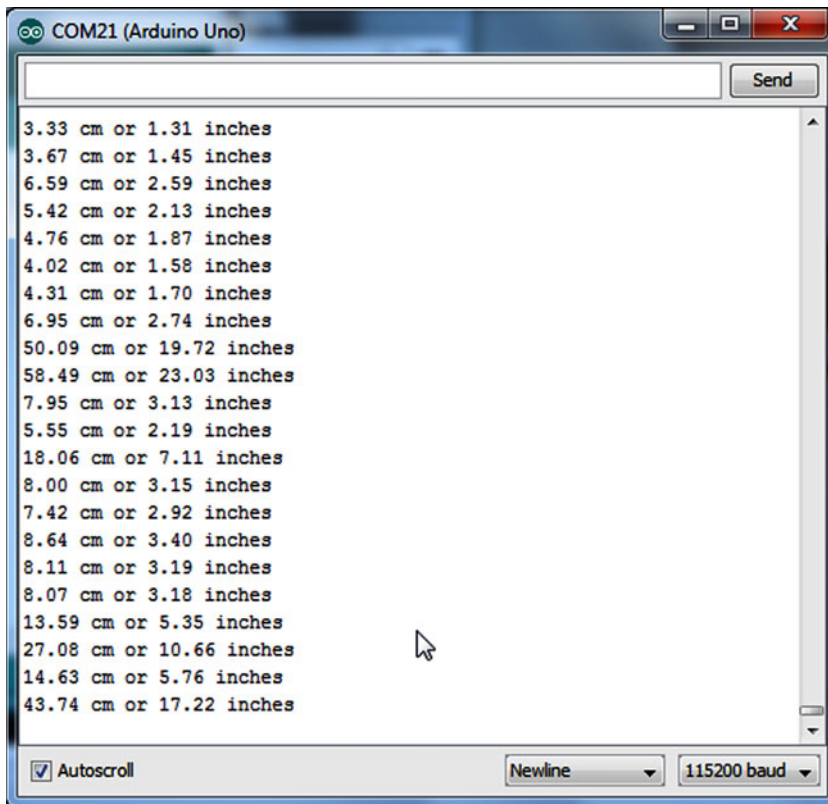 COM21 (Arduino Uno)
Send
3.33 cm or 1.31 inches
3.67 cm or 1.45 inches
6.59 cm or 2.59 inches
5.42 cm or 2.13 inches
4.76 cm or 1.87 inches
4.02 cm or 1.58 inches
4.31 cm or 1.70 inches
6.95 cm or 2.74 inches
50.09 cm or 19.72 inches
58.49 cm or 23.03 inches
7.95 cm or 3.13 inches
5.55 cm or 2.19 inches
18.06 cm or 7.11 inches
8.00 cm or 3.15 inches
7.42 cm or 2.92 inches
8.64 cm or 3.40 inches
8.11 cm or 3.19 inches
8.07 cm or 3.18 inches
13.59 cm or 5.35 inches
27.08 cm or 10.66 inches
14.63 cm or 5.76 inches
43.74 cm or 17.22 inches
Autoscroll Newline 115200 baud